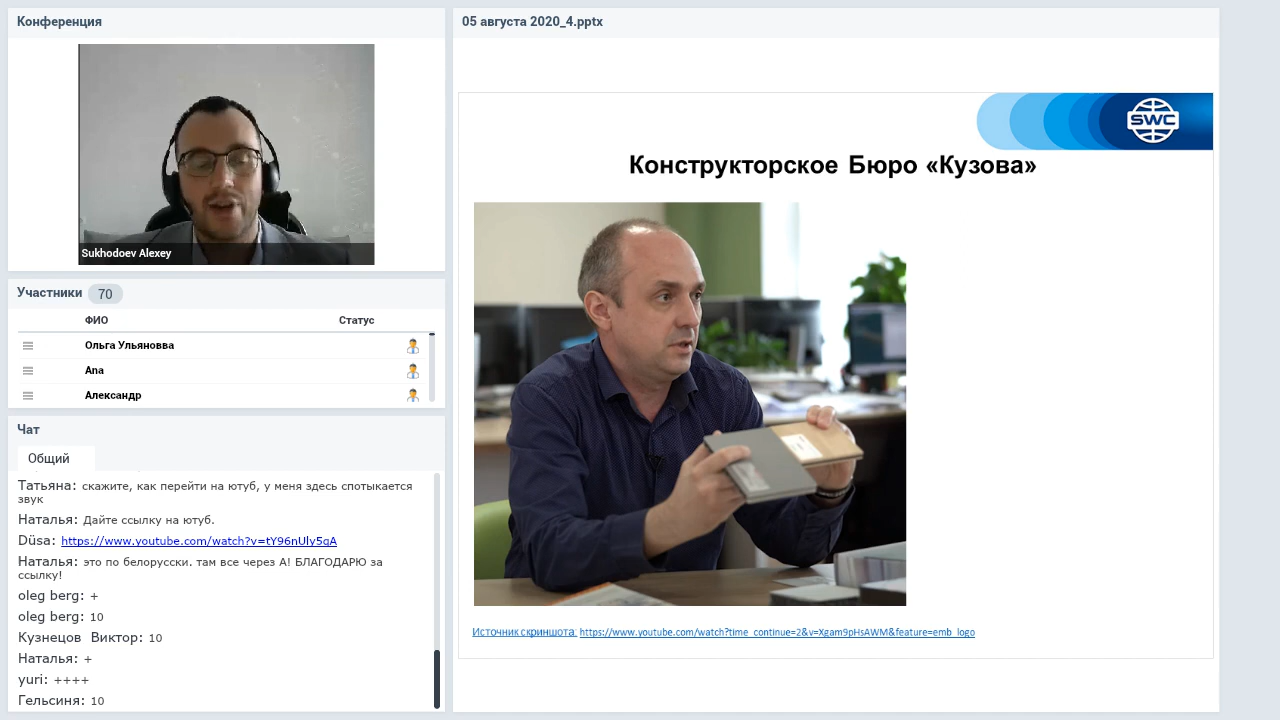 Конференция
Sukhodoev Alexey
Участники 70
ФИО Статус
Ольга Ульяновва
Ana
Александр
Чат
Общий
Татьяна: скажите, как перейти на ютуб, у меня здесь спотыкается
звук
Наталья: Дайте ссылку на ютуб.
Düsa: https://www.youtube.com/watch?v=tY96nUly5qA
Наталья: это по белорусски. там все через А! БЛАГОДАРЮ за
ссылку!
oleg berg: +
oleg berg: 10
Кузнецов Виктор: 10
Наталья: +
yuri: ++++
Гельсиня: 10
05 августа 2020_4.pptx
SWC
Конструкторское Бюро «Кузова»
Источник скриншота: https://www.youtube.com/watch?time_continue=2&v=Xgam9pHsAWM&feature=emb_logo